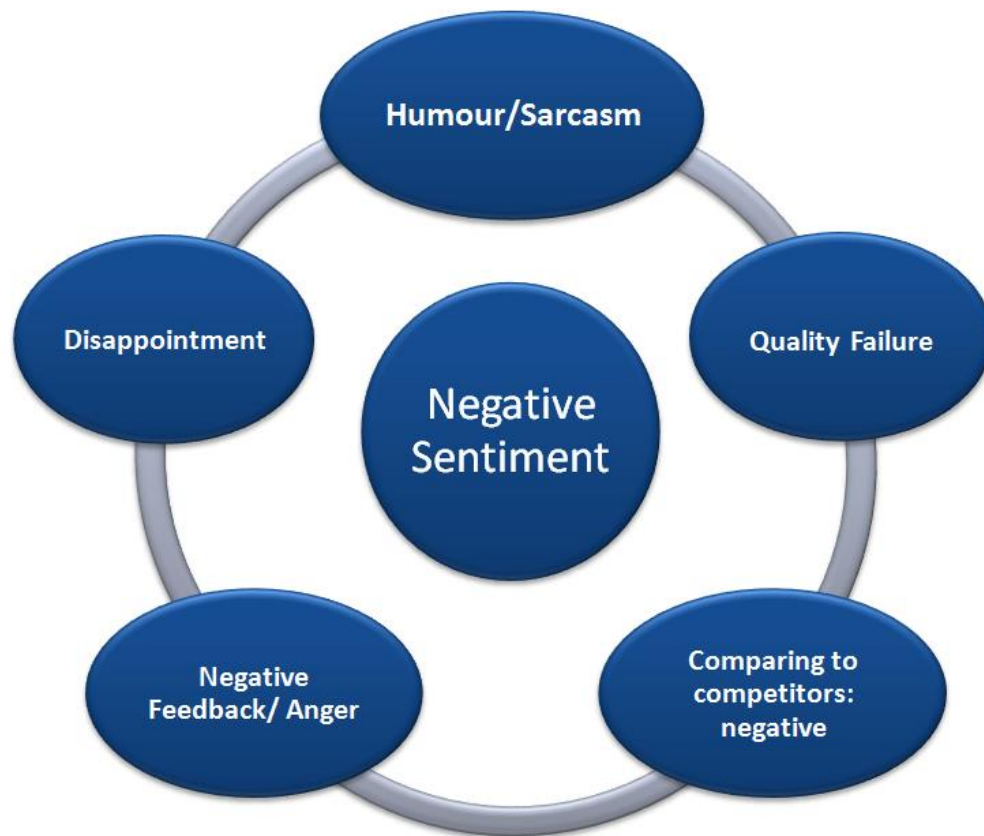 Humour/Sarcasm
Disappointment
Quality Failure
Negative
Sentiment
Negative
Feedback/ Anger
Comparing to
competitors:
negative